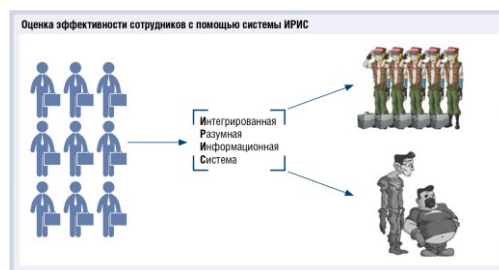 Оценка эффективности сотрудников с помощью системы ИРИС
Интегрированная
Разумная
Информационная
Система